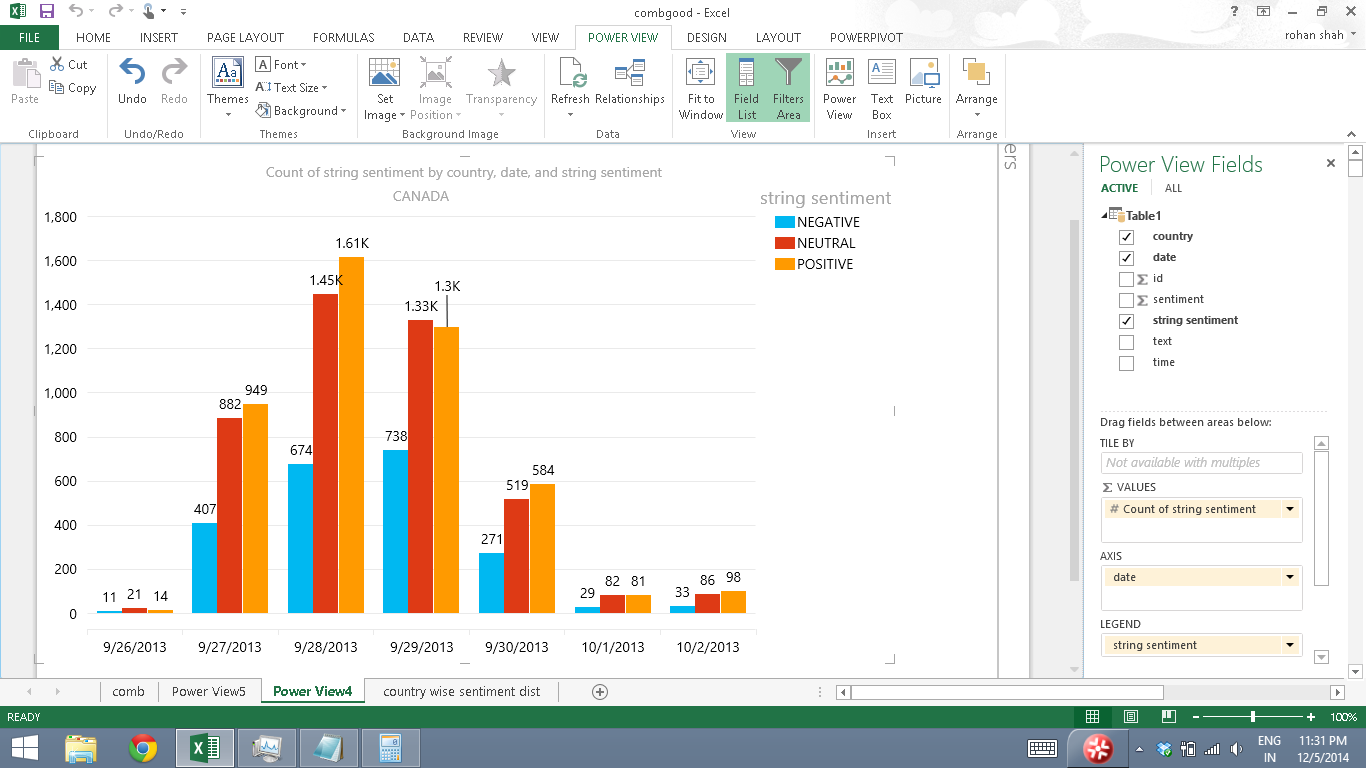 combgood - Excel
FILE HOME INSERT PAGE LAYOUT FORMULAS DATA REVIEW VIEW POWER VIEW DESIGN LAYOUT POWERPIVOT
rohan shah
Paste
Cut
Copy
Clipboard
Undo
Redo
Undo/Redo
Themes
Font
Text Size
Background
Themes
Set Image
Image Position
Transparency
Background Image
Refresh
Relationships
Data
Fit to Window
Field List
Filters Area
View
Power View
Text Box
Picture
Insert
Arrange
Arrange
Count of string sentiment by country, date, and string sentiment
CANADA
string sentiment
NEGATIVE
NEUTRAL
POSITIVE
1,800
1,600
1,400
1,200
1,000
800
600
400
200
0
11 21 14
407 882 949
674 1.45K 1.61K
738 1.33K 1.3K
271 519 584
29 82 81
33 86 98
9/26/2013 9/27/2013 9/28/2013 9/29/2013 9/30/2013 10/1/2013 10/2/2013
ers
Power View Fields
ACTIVE ALL
Table1
country
date
Σ id
Σ sentiment
string sentiment
text
time
Drag fields between areas below:
TILE BY
Not available with multiples
Σ VALUES
# Count of string sentiment
AXIS
date
LEGEND
string sentiment
comb Power View5 Power View4 country wise sentiment dist
READY
100%
ENG
IN
11:31 PM
12/5/2014